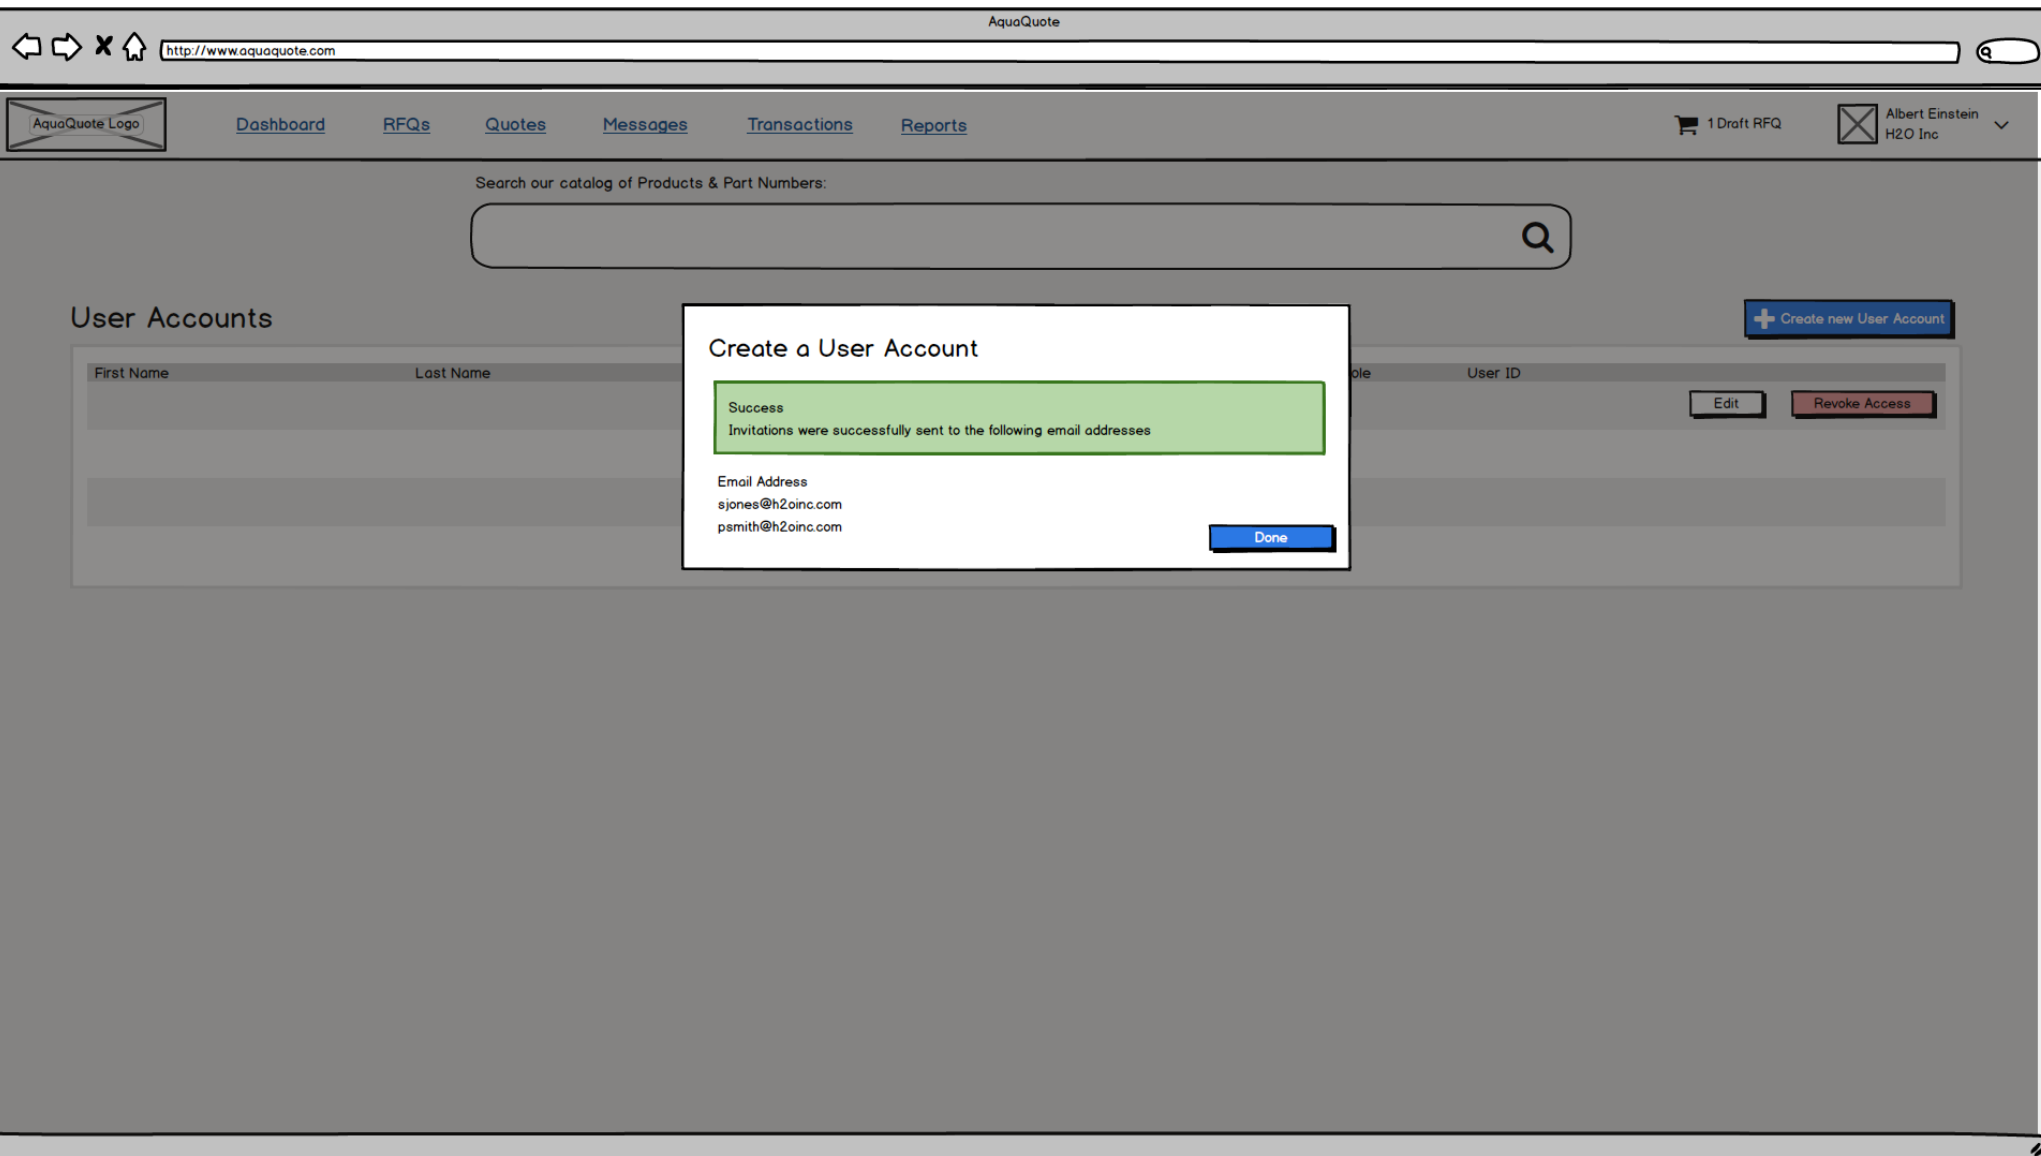 AquaQuote
http://www.aquaquote.com
AquaQuote Logo
Dashboard
RFQs
Quotes
Messages
Transactions
Reports
1 Draft RFQ
Albert Einstein
H2O Inc
Search our catalog of Products & Part Numbers:
User Accounts
Create new User Account
First Name
Last Name
ole
User ID
Edit
Revoke Access
Create a User Account
Success
Invitations were successfully sent to the following email addresses
Email Address
sjones@h2oinc.com
psmith@h2oinc.com
Done